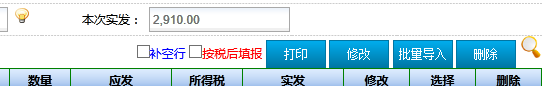 本次实发： 2,910.00
补空行 按税后填报 打印 修改 批量导入 删除
数量 应发 所得税 实发 修改 选择 删除